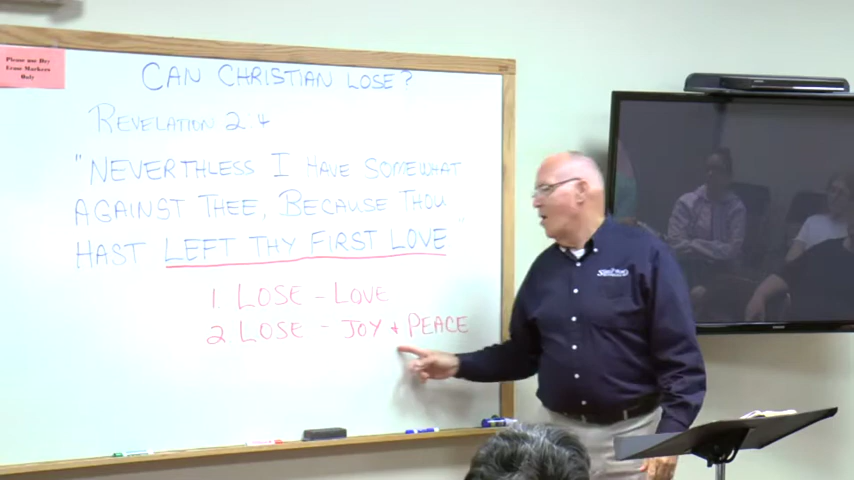 Please use Dry
Erase Markers
Only
CAN CHRISTIAN LOSE?
REVELATION 2.4
"NEVERTHLESS I HAVE SOMEWHAT
AGAINST THEE, BECAUSE THOU
HAST LEFT THY FIRST LOVE"
1. LOSE - LOVE
2 LOSE - JOY + PEACE